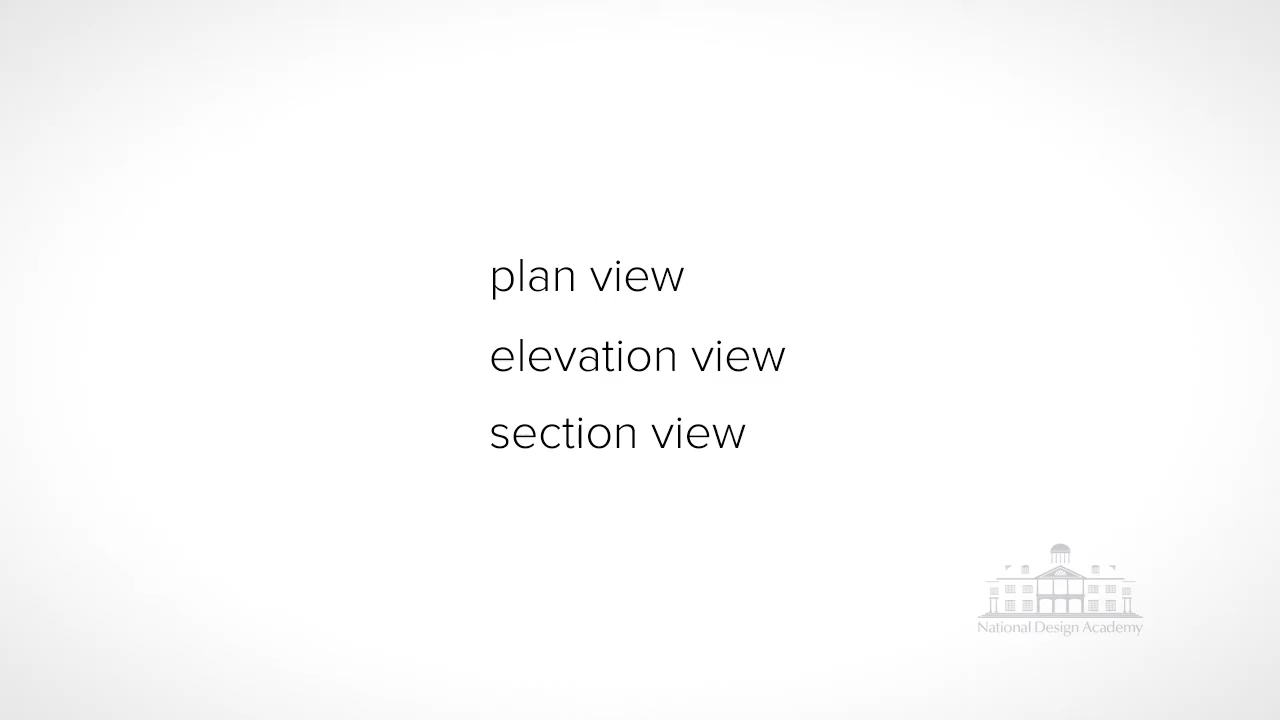 plan view
elevation view
section view
National Design Academy